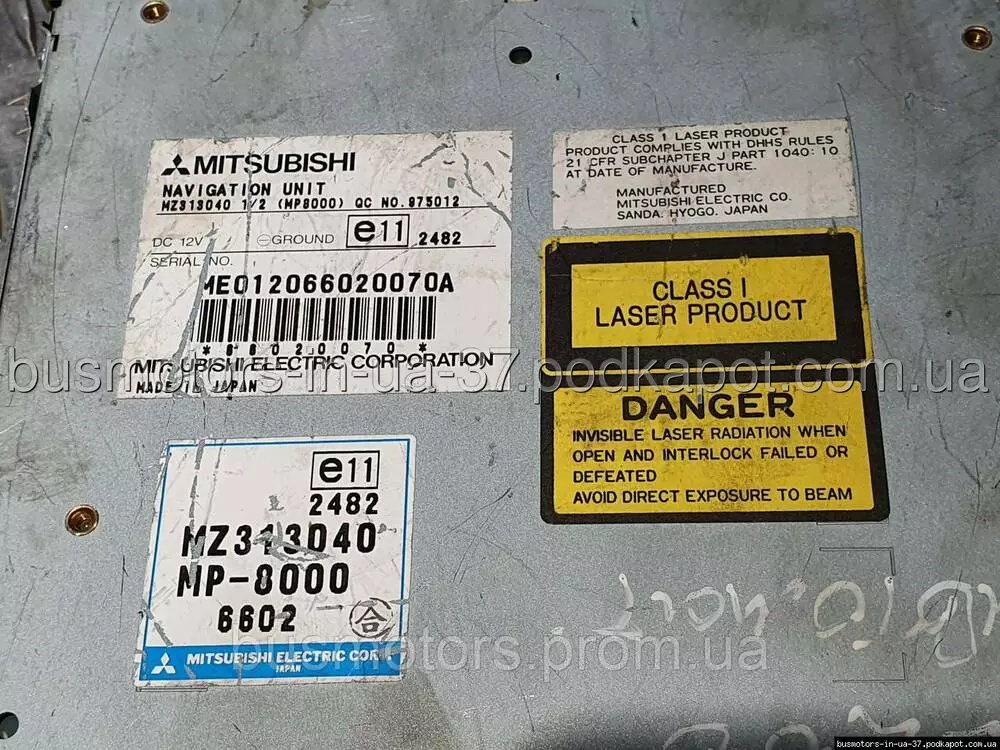 MITSUBISHI
NAVIGATION UNIT
MZ313040 1/2 (MP8000) QC NO.975012
DC 12V ⊖GROUND e11 2482
SERIAL NO.
ME012066020070A
*66020070*
MITSUBISHI ELECTRIC CORPORATION
MADE IN JAPAN
CLASS 1 LASER PRODUCT
PRODUCT COMPLIES WITH DHHS RULES
21 CFR SUBCHAPTER J PART 1040:10
AT DATE OF MANUFACTURE.
MANUFACTURED
MITSUBISHI ELECTRIC CO.
SANDA. HYOGO. JAPAN
CLASS I
LASER PRODUCT
DANGER
INVISIBLE LASER RADIATION WHEN
OPEN AND INTERLOCK FAILED OR
DEFEATED
AVOID DIRECT EXPOSURE TO BEAM
busmotors-in-ua-37.podkapot.com.ua
e11
2482
MZ313040
MP-8000
6602 合
MITSUBISHI ELECTRIC CORP.
JAPAN
busmotors.prom.ua
busmotors-in-ua-37.podkapot.com.ua